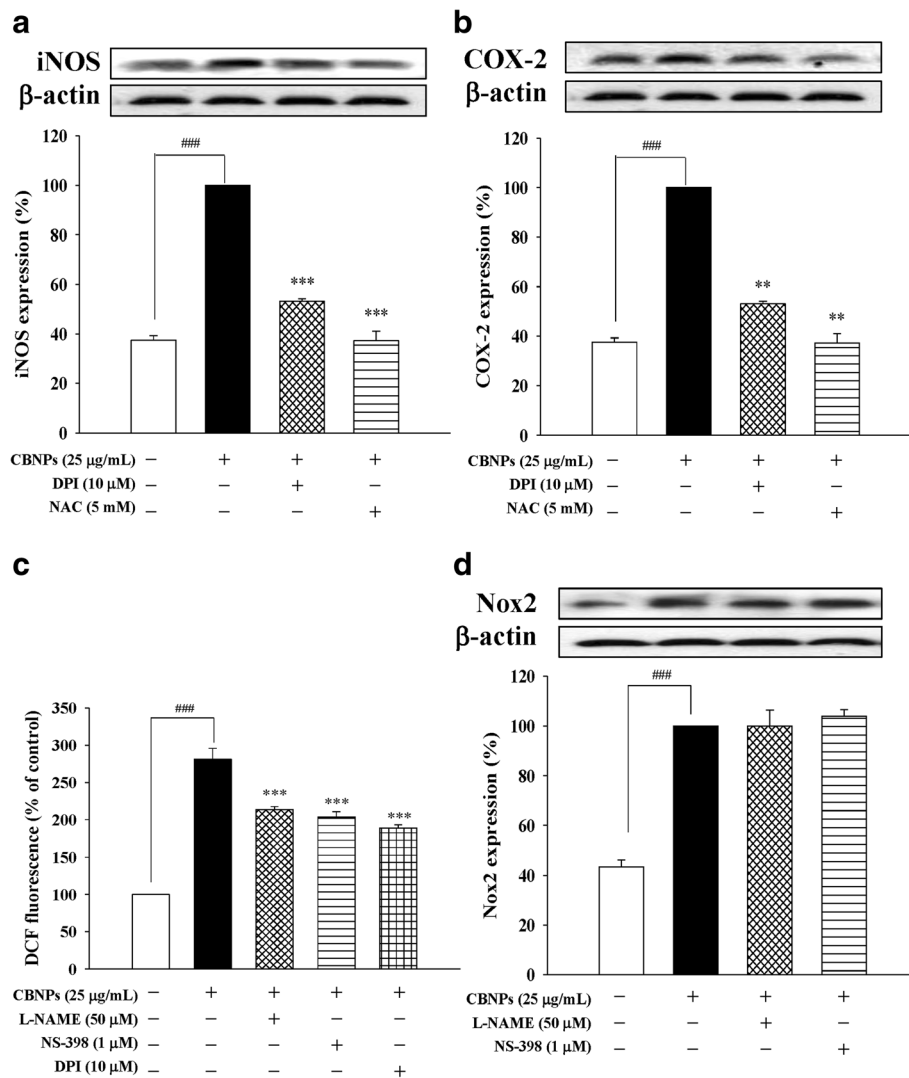 a
iNOS
β-actin
120
100
80
60
40
20
0
iNOS expression (%)
###
***
***
CBNPs (25 μg/mL) – + + +
DPI (10 μM) – – + –
NAC (5 mM) – – – +
b
COX-2
β-actin
120
100
80
60
40
20
0
COX-2 expression (%)
###
**
**
CBNPs (25 μg/mL) – + + +
DPI (10 μM) – – + –
NAC (5 mM) – – – +
c
350
300
250
200
150
100
50
0
DCF fluorescence (% of control)
###
***
***
***
CBNPs (25 μg/mL) – + + + +
L-NAME (50 μM) – – + – –
NS-398 (1 μM) – – – + –
DPI (10 μM) – – – – +
d
Nox2
β-actin
120
100
80
60
40
20
0
Nox2 expression (%)
###
CBNPs (25 μg/mL) – + + +
L-NAME (50 μM) – – + –
NS-398 (1 μM) – – – +